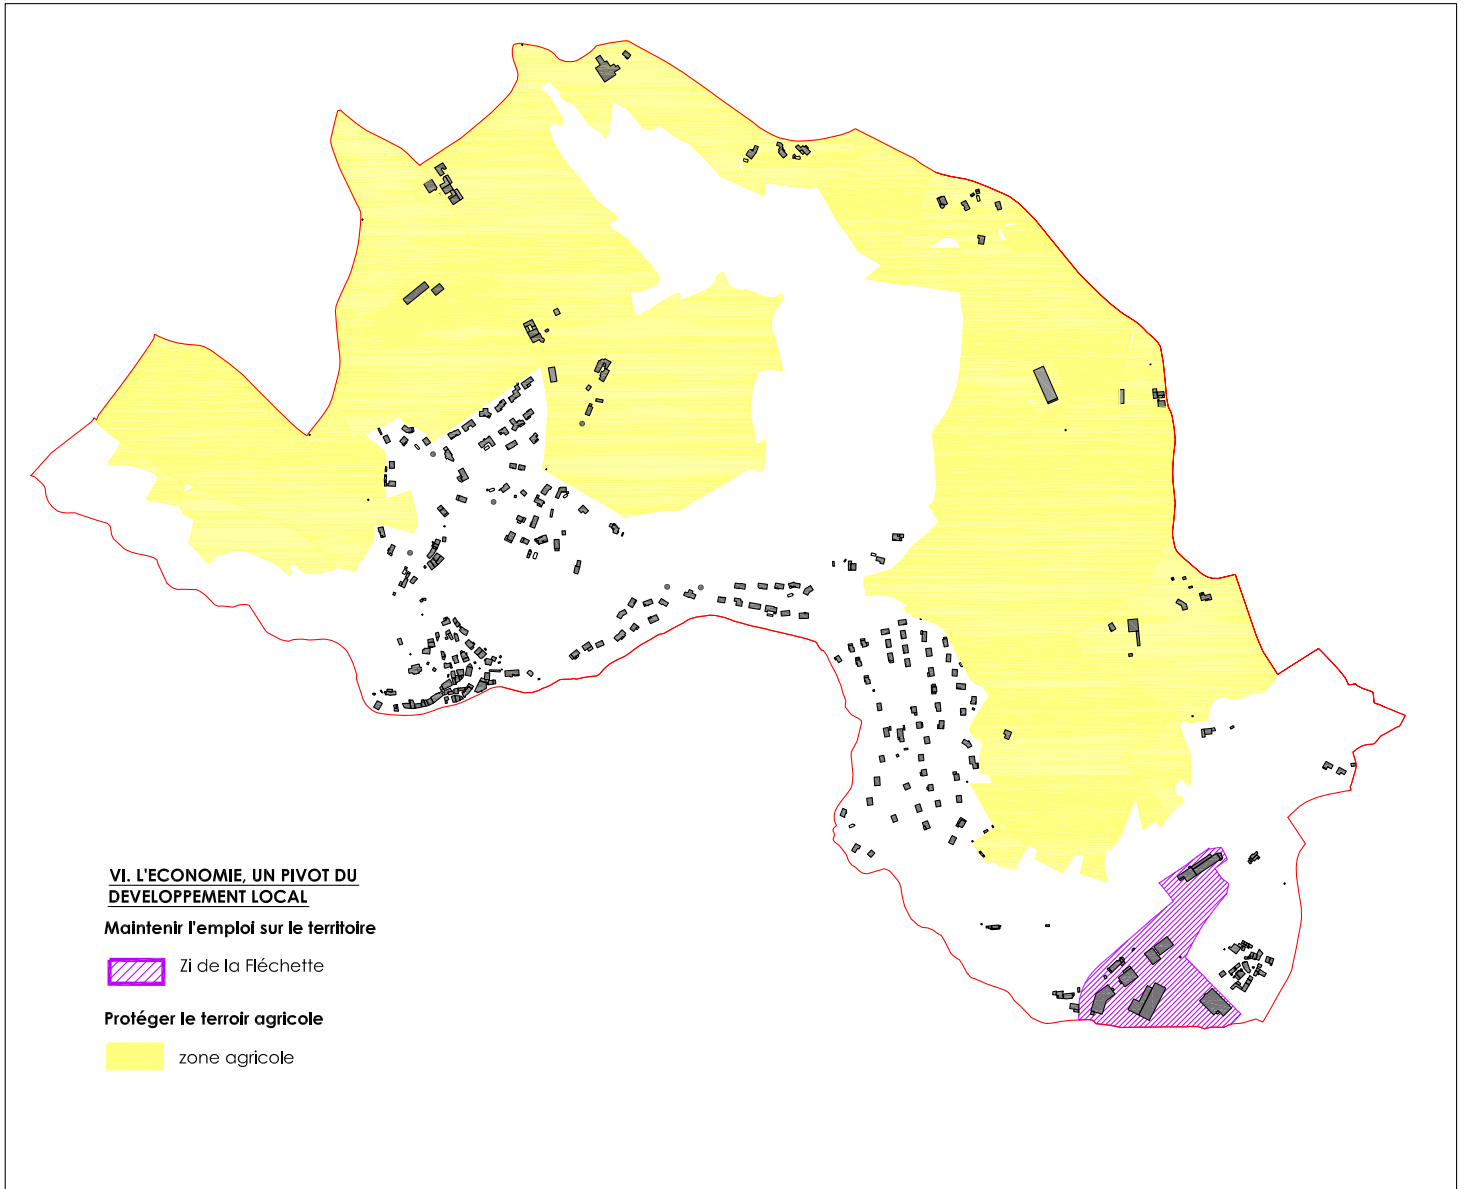 VI. L'ECONOMIE, UN PIVOT DU
DEVELOPPEMENT LOCAL
Maintenir l'emploi sur le territoire
Zi de la Fléchette
Protéger le terroir agricole
zone agricole